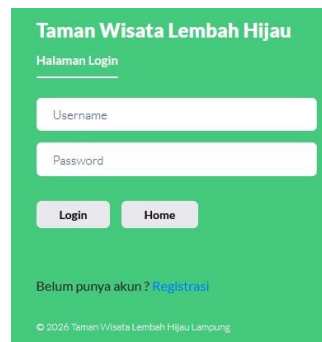 Taman Wisata Lembah Hijau
Halaman Login
Username
Password
Login Home
Belum punya akun ? Registrasi
© 2026 Taman Wisata Lembah Hijau Lampung